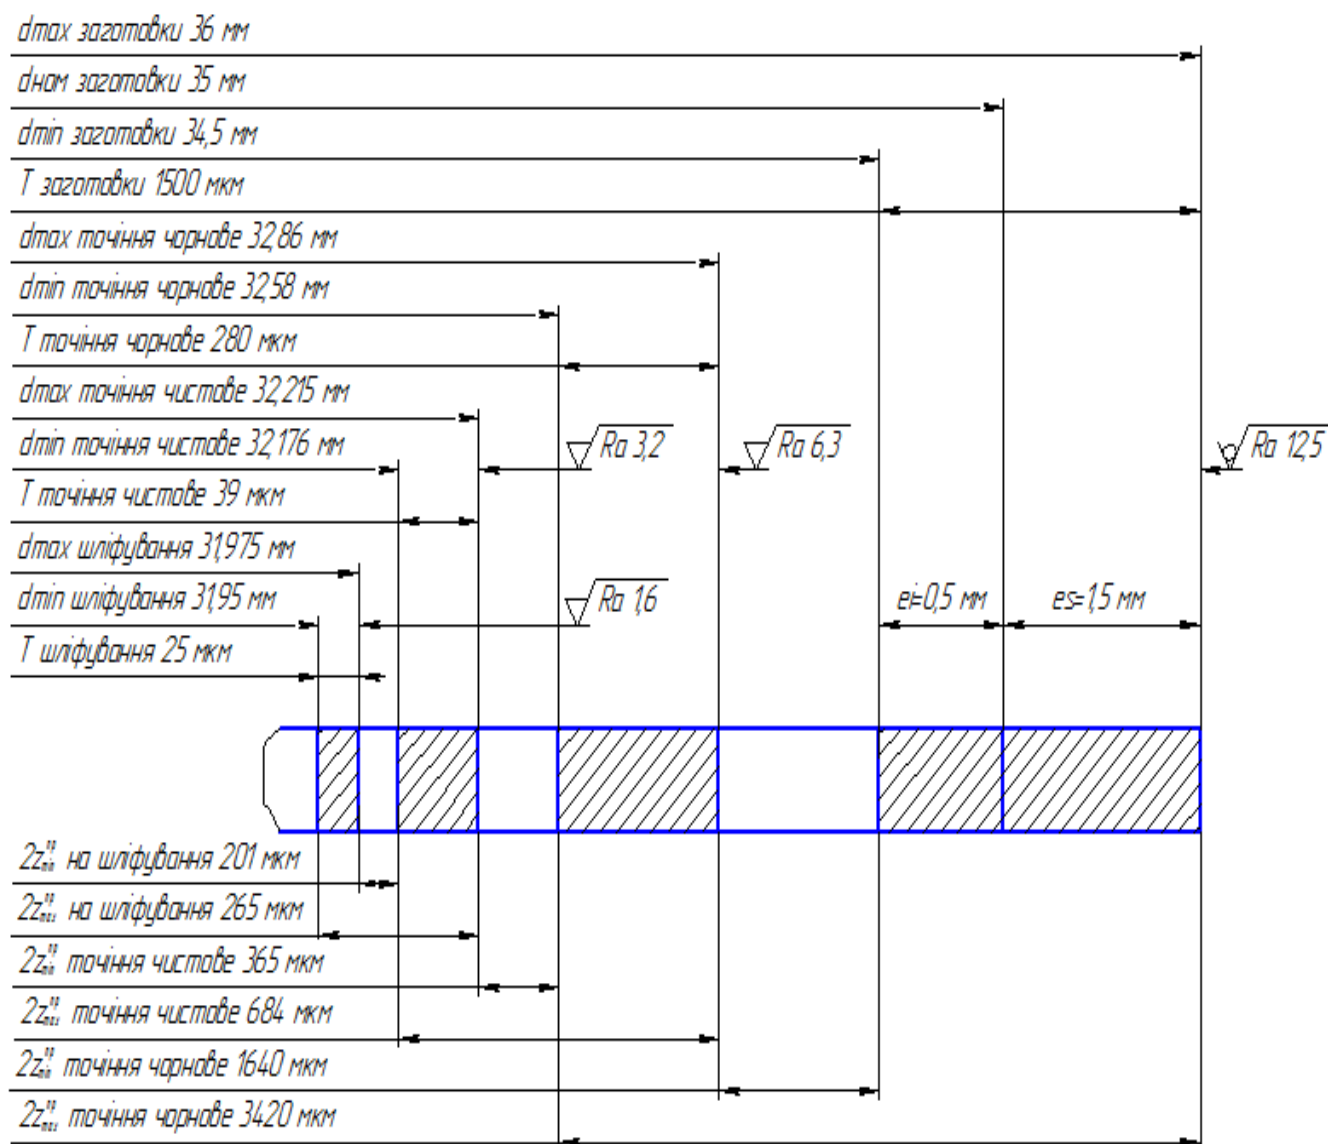 dmax заготовки 36 мм
dном заготовки 35 мм
dmin заготовки 34,5 мм
Т заготовки 1500 мкм
dmax точіння чорнове 32,86 мм
dmin точіння чорнове 32,58 мм
Т точіння чорнове 280 мкм
dmax точіння чистове 32,215 мм
dmin точіння чистове 32,176 мм
Ra 3,2
Ra 6,3
Ra 12,5
Т точіння чистове 39 мкм
dmax шліфування 31,975 мм
dmin шліфування 31,95 мм
Ra 1,6
ei=0,5 мм
es=1,5 мм
Т шліфування 25 мкм
2z на шліфування 201 мкм
2z на шліфування 265 мкм
2z точіння чистове 365 мкм
2z точіння чистове 684 мкм
2z точіння чорнове 1640 мкм
2z точіння чорнове 3420 мкм